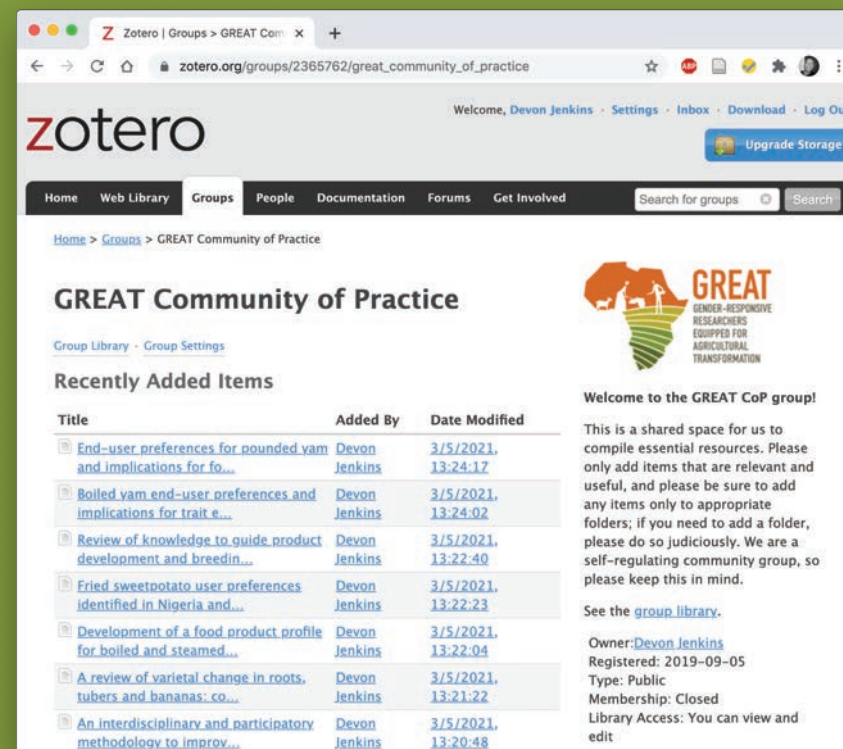 Zotero | Groups > GREAT Com
zotero.org/groups/2365762/great_community_of_practice
ABP
Welcome, Devon Jenkins · Settings · Inbox · Download · Log Ou
zotero
Upgrade Storage
Home Web Library Groups People Documentation Forums Get Involved
Search for groups Search
Home > Groups > GREAT Community of Practice
GREAT Community of Practice
Group Library · Group Settings
Recently Added Items
Title Added By Date Modified
End-user preferences for pounded yam Devon 3/5/2021,
and implications for fo... Jenkins 13:24:17
Boiled yam end-user preferences and Devon 3/5/2021,
implications for trait e... Jenkins 13:24:02
Review of knowledge to guide product Devon 3/5/2021,
development and breedin... Jenkins 13:22:40
Fried sweetpotato user preferences Devon 3/5/2021,
identified in Nigeria and... Jenkins 13:22:23
Development of a food product profile Devon 3/5/2021,
for boiled and steamed... Jenkins 13:22:04
A review of varietal change in roots, Devon 3/5/2021,
tubers and bananas: co... Jenkins 13:21:22
An interdisciplinary and participatory Devon 3/5/2021,
methodology to improv... Jenkins 13:20:48
GREAT
GENDER-RESPONSIVE
RESEARCHERS
EQUIPPED FOR
AGRICULTURAL
TRANSFORMATION
Welcome to the GREAT CoP group!
This is a shared space for us to
compile essential resources. Please
only add items that are relevant and
useful, and please be sure to add
any items only to appropriate
folders; if you need to add a folder,
please do so judiciously. We are a
self-regulating community group, so
please keep this in mind.
See the group library.
Owner:Devon Jenkins
Registered: 2019-09-05
Type: Public
Membership: Closed
Library Access: You can view and
edit